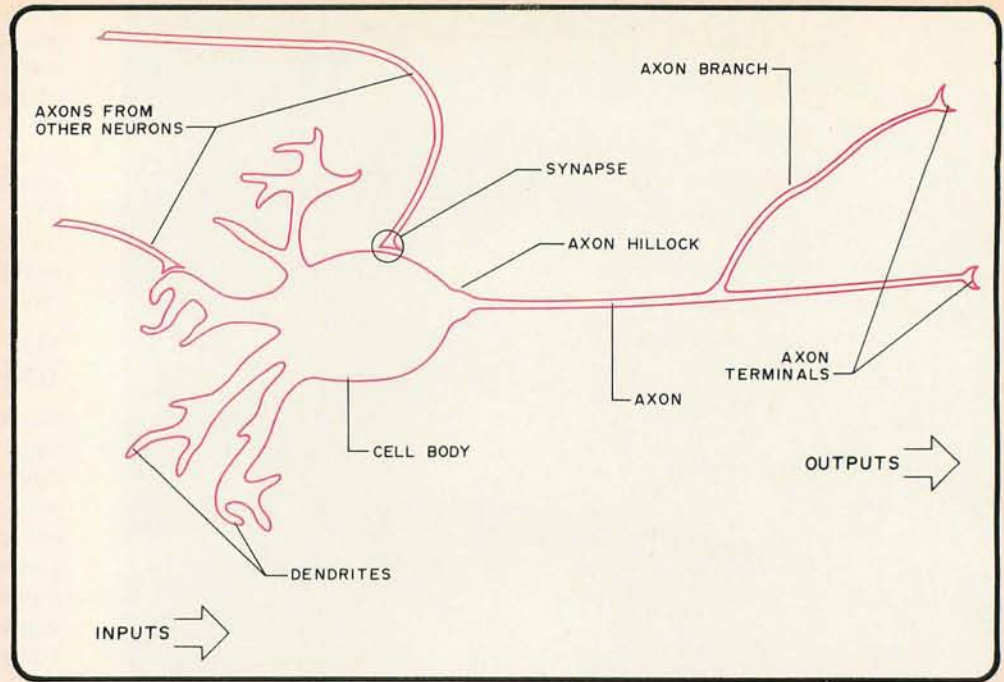 AXON BRANCH
AXONS FROM
OTHER NEURONS
SYNAPSE
AXON HILLOCK
AXON
TERMINALS
AXON
CELL BODY
OUTPUTS
DENDRITES
INPUTS